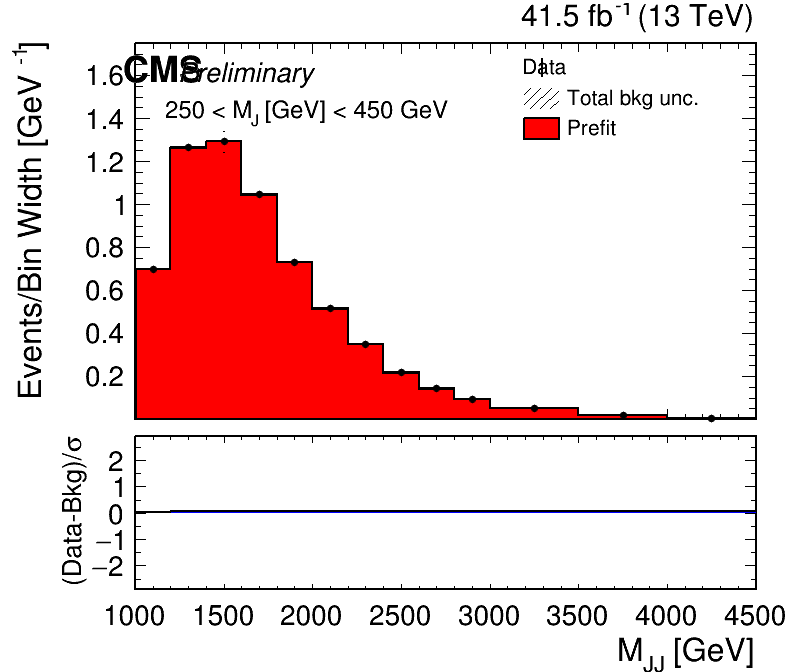 41.5 fb⁻¹ (13 TeV)
CMS Preliminary
250 < M_J [GeV] < 450 GeV
Data
Total bkg unc.
Prefit
Events/Bin Width [GeV⁻¹]
1.6
1.4
1.2
1
0.8
0.6
0.4
0.2
(Data-Bkg)/σ
2
1
0
−1
−2
1000 1500 2000 2500 3000 3500 4000 4500
M_JJ [GeV]